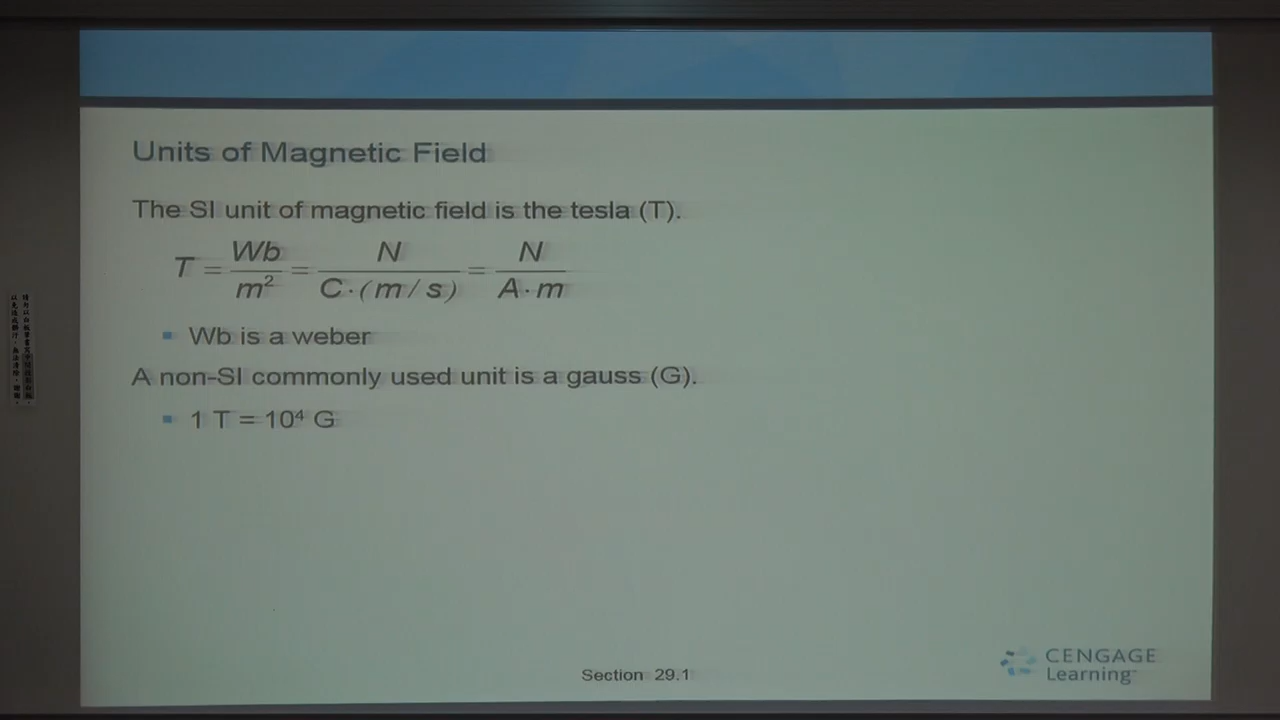 Units of Magnetic Field
The SI unit of magnetic field is the tesla (T).
T = Wb/m² = N/C·(m/s) = N/A·m
▪ Wb is a weber
A non-SI commonly used unit is a gauss (G).
▪ 1 T = 10⁴ G
Section 29.1
CENGAGE
Learning™